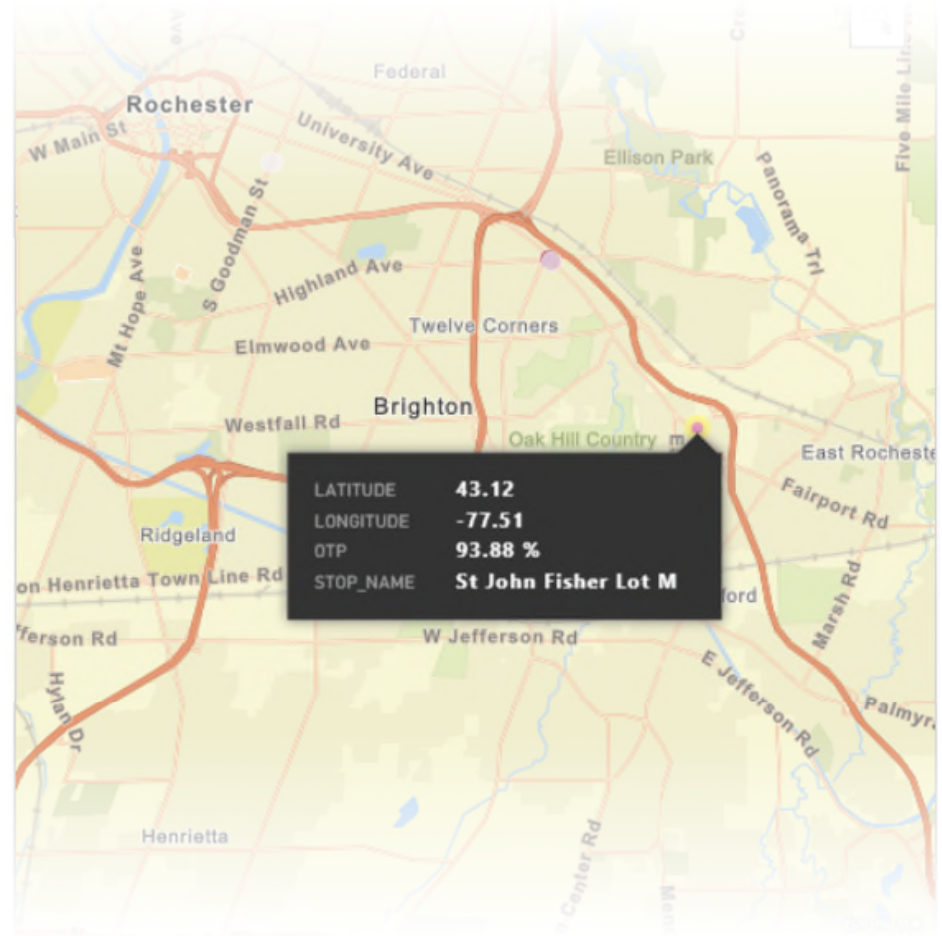 Federal
Rochester
W Main St
University Ave
Ellison Park
Five Mile Line
Panorama Trl
S Goodman St
Mt Hope Ave
Highland Ave
Twelve Corners
Elmwood Ave
Brighton
Westfall Rd
Oak Hill Country
m
East Rocheste
LATITUDE 43.12
LONGITUDE -77.51
OTP 93.88 %
STOP_NAME St John Fisher Lot M
Fairport Rd
Ridgeland
on Henrietta Town Line Rd
ford
Marsh Rd
fferson Rd
W Jefferson Rd
E Jefferson Rd
Hylan Dr
Palmyr
Henrietta
n Center Rd